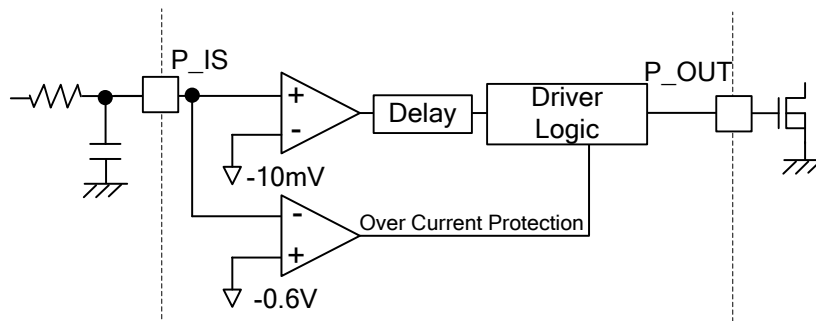 P_IS
P_OUT
+
-
Delay
Driver
Logic
-10mV
-
+
Over Current Protection
-0.6V